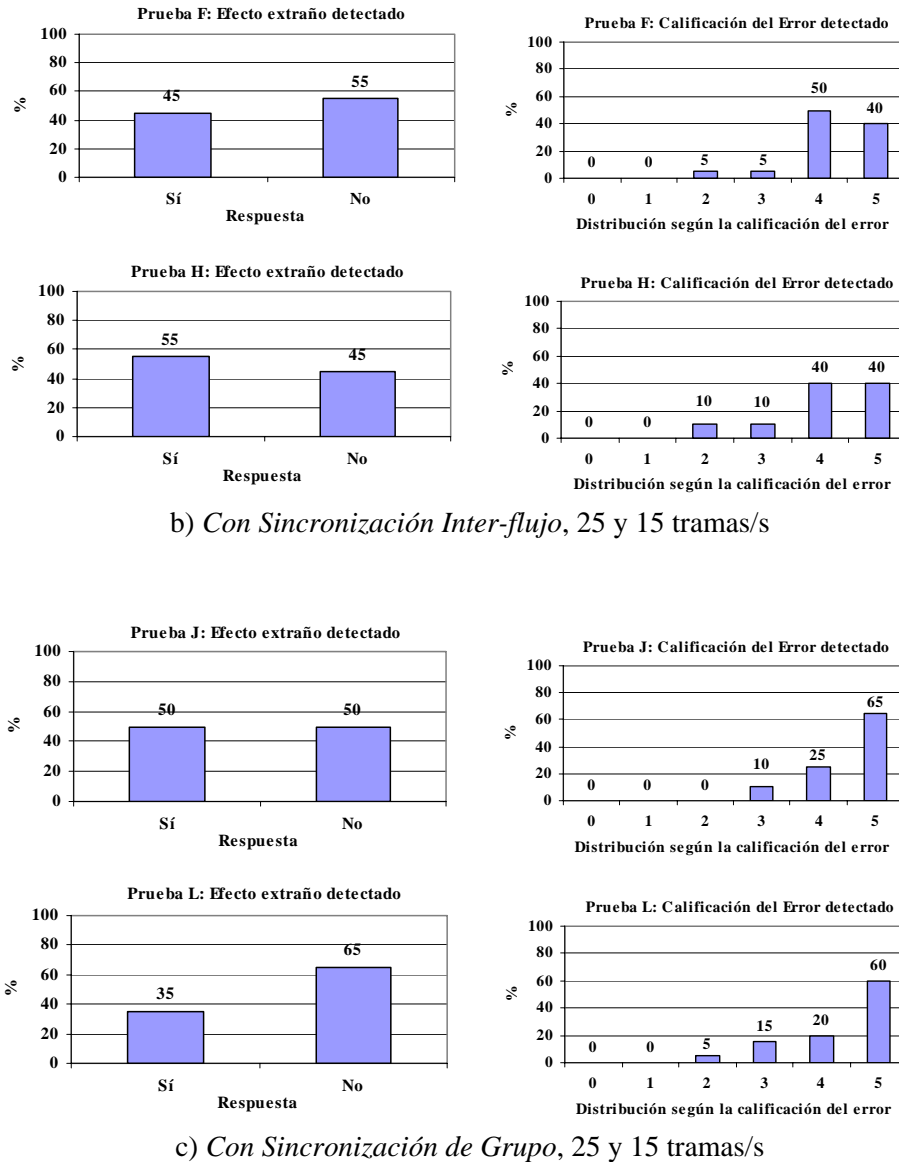 Prueba F: Efecto extraño detectado
100
80
60
40
20
0
%
45
55
Sí
No
Respuesta
Prueba F: Calificación del Error detectado
100
80
60
40
20
0
%
0
0
5
5
50
40
0 1 2 3 4 5
Distribución según la calificación del error
Prueba H: Efecto extraño detectado
100
80
60
40
20
0
%
55
45
Sí
No
Respuesta
Prueba H: Calificación del Error detectado
100
80
60
40
20
0
%
0
0
10
10
40
40
0 1 2 3 4 5
Distribución según la calificación del error
b) Con Sincronización Inter-flujo, 25 y 15 tramas/s
Prueba J: Efecto extraño detectado
100
80
60
40
20
0
%
50
50
Sí
No
Respuesta
Prueba J: Calificación del Error detectado
100
80
60
40
20
0
%
0
0
0
10
25
65
0 1 2 3 4 5
Distribución según la calificación del error
Prueba L: Efecto extraño detectado
100
80
60
40
20
0
%
35
65
Sí
No
Respuesta
Prueba L: Calificación del Error detectado
100
80
60
40
20
0
%
0
0
5
15
20
60
0 1 2 3 4 5
Distribución según la calificación del error
c) Con Sincronización de Grupo, 25 y 15 tramas/s